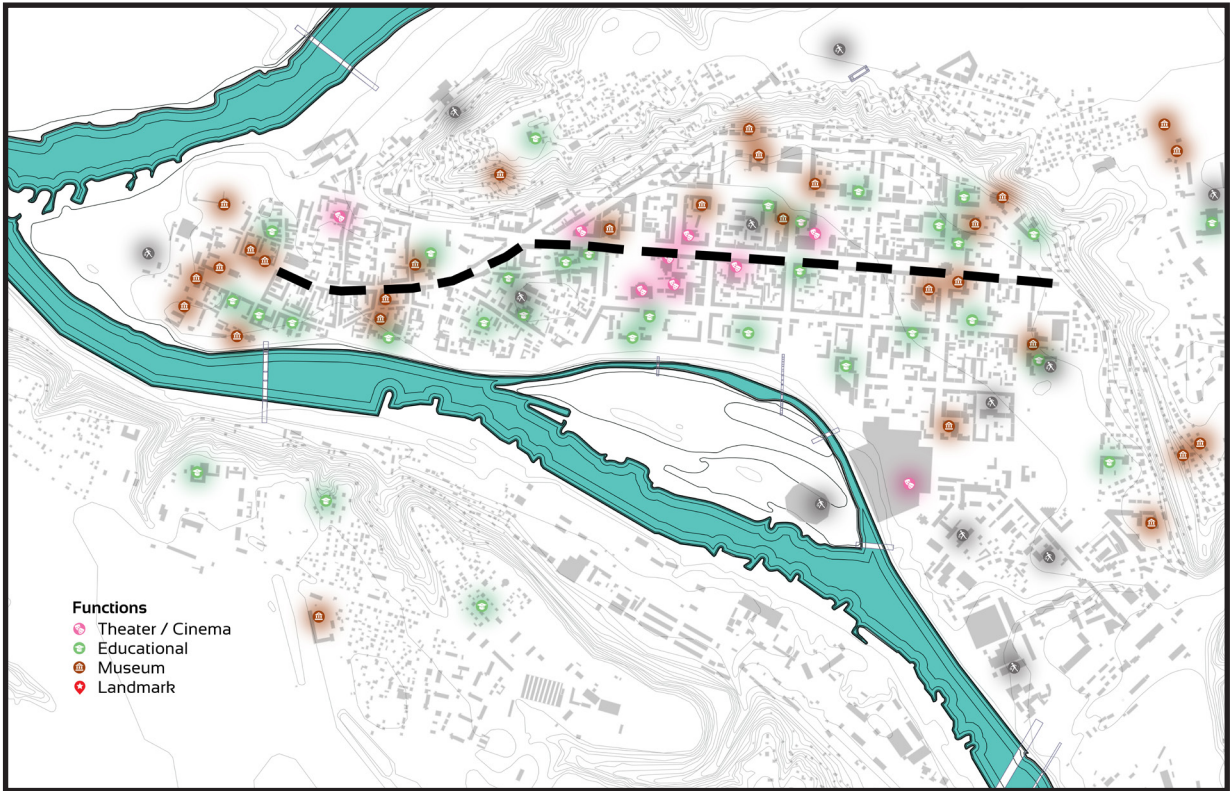 Functions
Theater / Cinema
Educational
Museum
Landmark